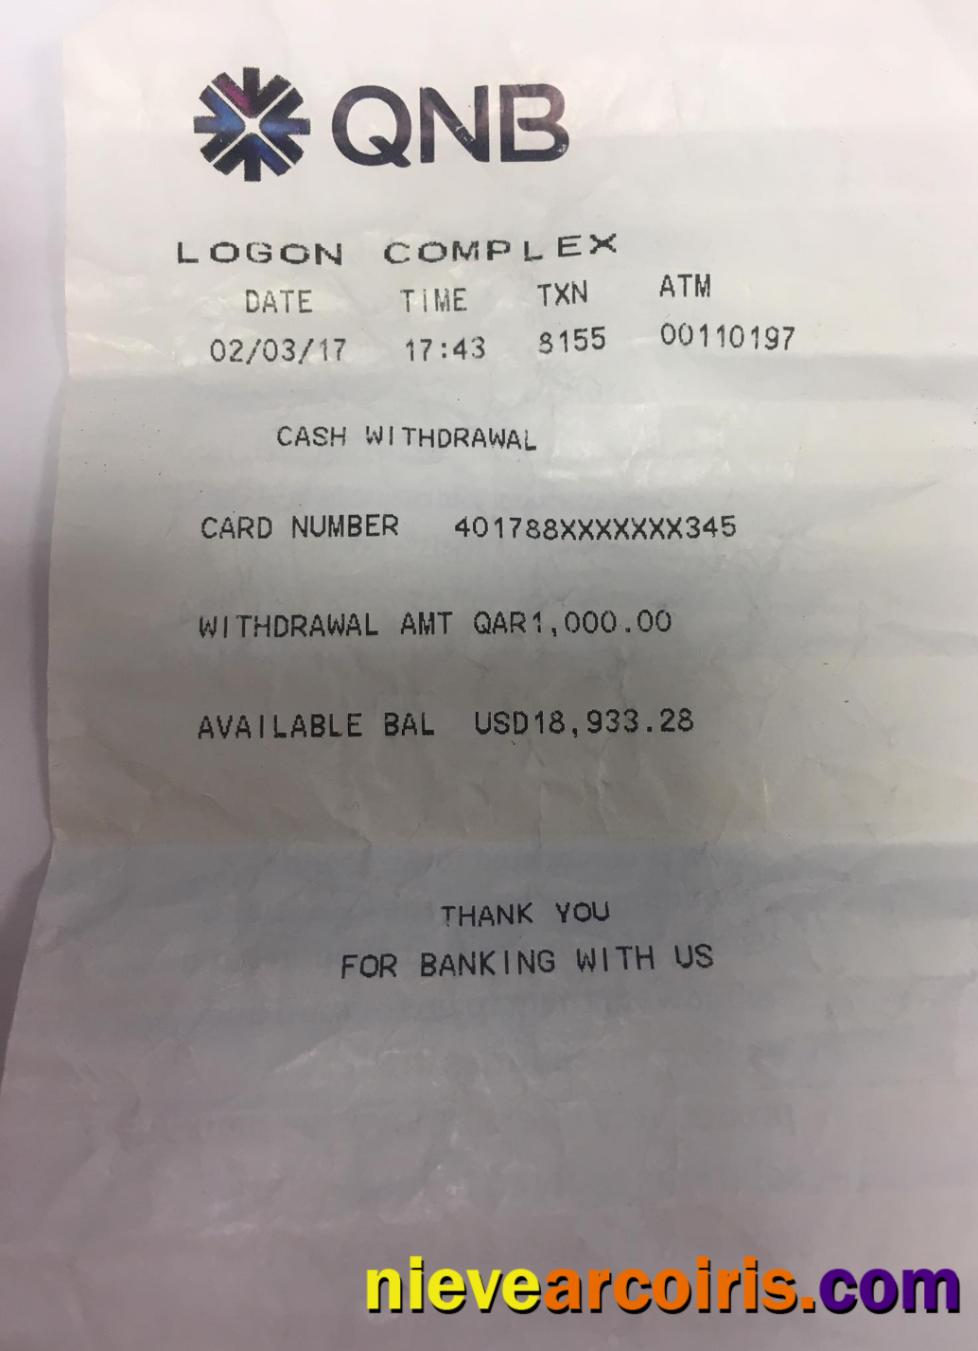 QNB
LOGON COMPLEX
DATE TIME TXN ATM
02/03/17 17:43 8155 00110197
CASH WITHDRAWAL
CARD NUMBER 401788XXXXXXX345
WITHDRAWAL AMT QAR1,000.00
AVAILABLE BAL USD18,933.28
THANK YOU
FOR BANKING WITH US
nievearcoiris.com